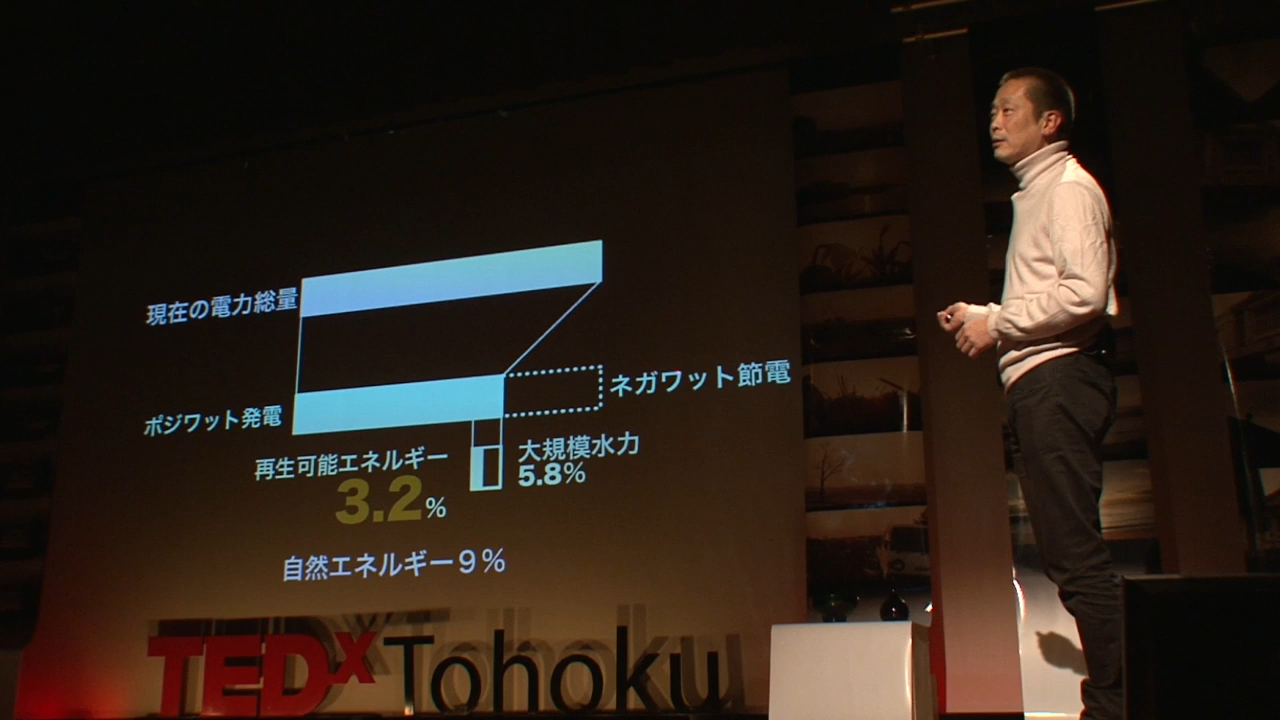 現在の電力総量
ポジワット発電
ネガワット節電
再生可能エネルギー
3.2%
大規模水力
5.8%
自然エネルギー9%
TEDxTohoku